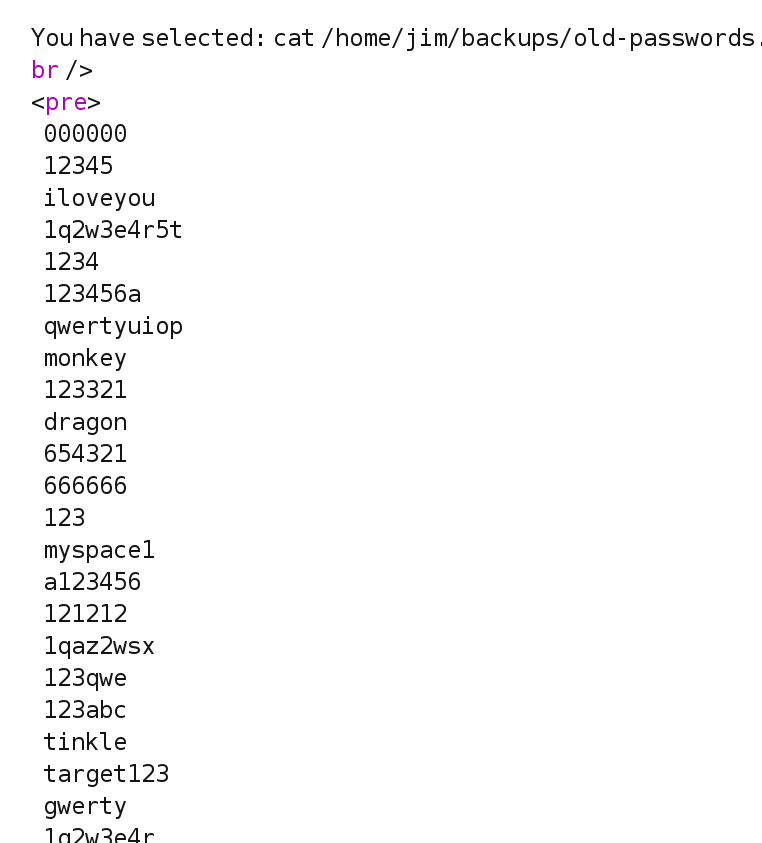 You have selected: cat /home/jim/backups/old-passwords.
br />
<pre>
000000
12345
iloveyou
1q2w3e4r5t
1234
123456a
qwertyuiop
monkey
123321
dragon
654321
666666
123
myspace1
a123456
121212
1qaz2wsx
123qwe
123abc
tinkle
target123
gwerty
1g2w3e4r